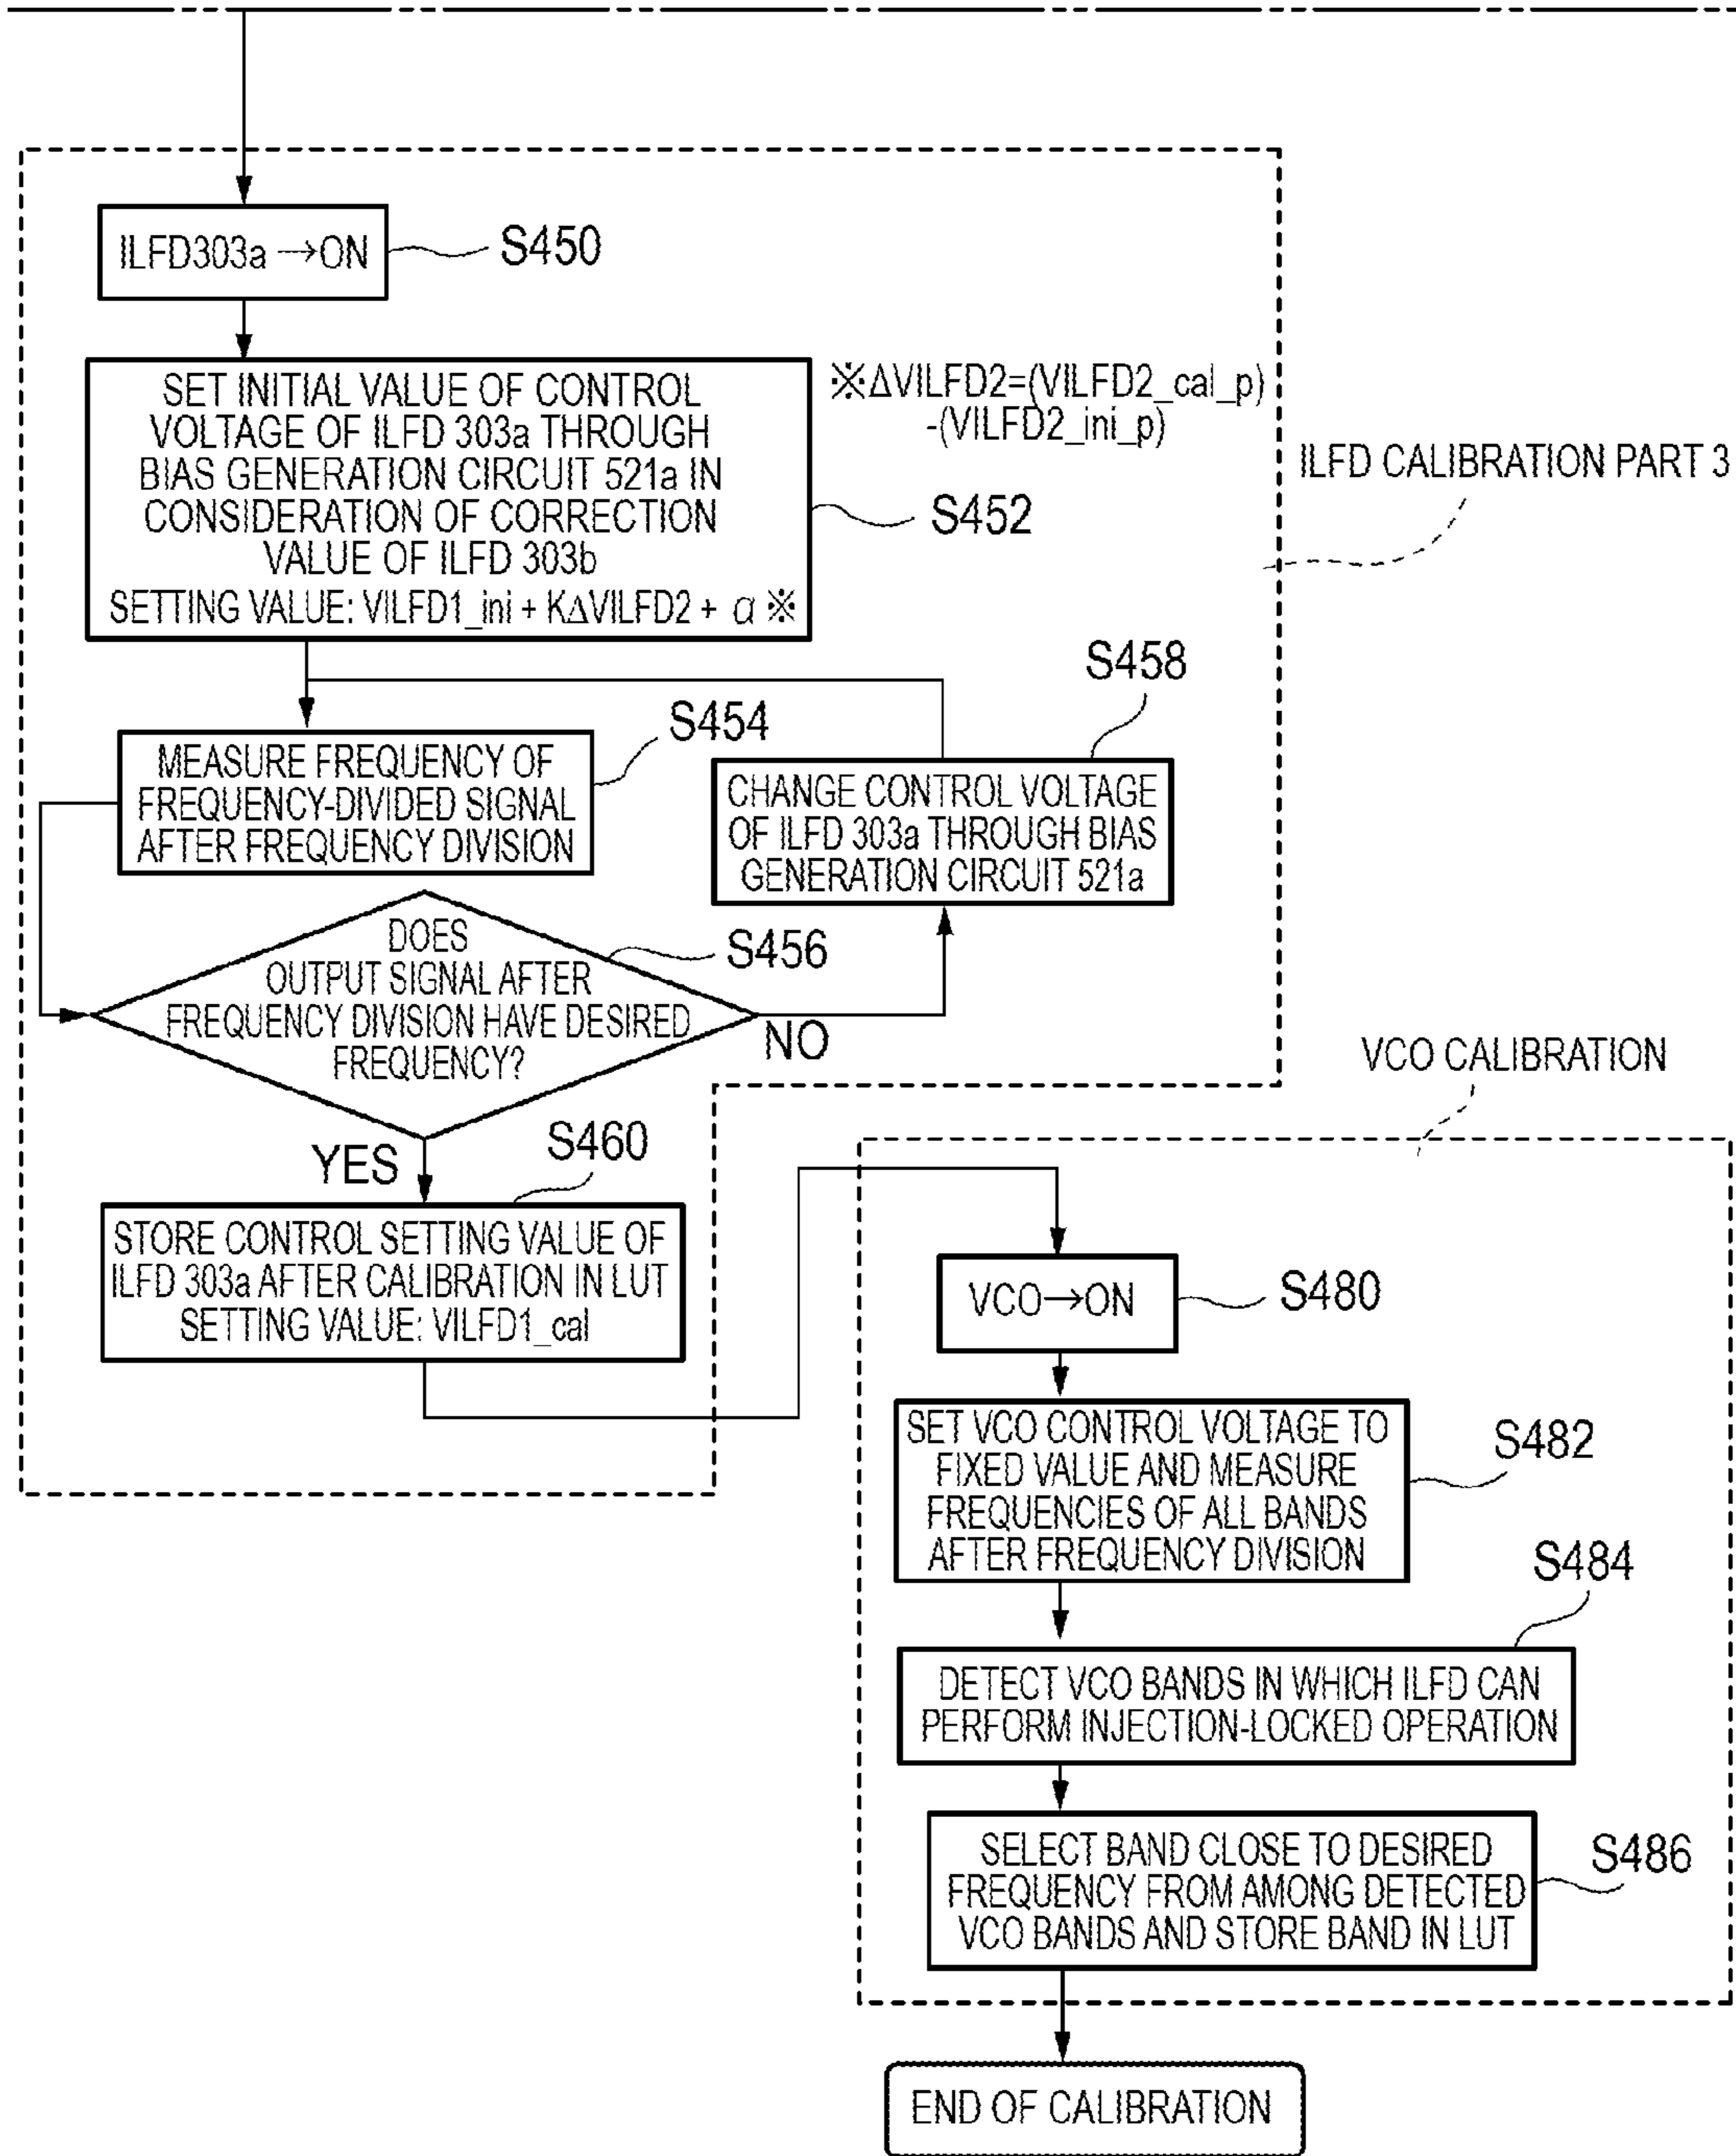 ILFD303a →ON
S450
SET INITIAL VALUE OF CONTROL
VOLTAGE OF ILFD 303a THROUGH
BIAS GENERATION CIRCUIT 521a IN
CONSIDERATION OF CORRECTION
VALUE OF ILFD 303b
SETTING VALUE: VILFD1_ini + KΔVILFD2 + α ※
※ΔVILFD2=(VILFD2_cal_p)
-(VILFD2_ini_p)
S452
ILFD CALIBRATION PART 3
MEASURE FREQUENCY OF
FREQUENCY-DIVIDED SIGNAL
AFTER FREQUENCY DIVISION
S454
CHANGE CONTROL VOLTAGE
OF ILFD 303a THROUGH BIAS
GENERATION CIRCUIT 521a
S458
DOES
OUTPUT SIGNAL AFTER
FREQUENCY DIVISION HAVE DESIRED
FREQUENCY?
S456
NO
YES
STORE CONTROL SETTING VALUE OF
ILFD 303a AFTER CALIBRATION IN LUT
SETTING VALUE: VILFD1_cal
S460
VCO CALIBRATION
VCO→ON
S480
SET VCO CONTROL VOLTAGE TO
FIXED VALUE AND MEASURE
FREQUENCIES OF ALL BANDS
AFTER FREQUENCY DIVISION
S482
DETECT VCO BANDS IN WHICH ILFD CAN
PERFORM INJECTION-LOCKED OPERATION
S484
SELECT BAND CLOSE TO DESIRED
FREQUENCY FROM AMONG DETECTED
VCO BANDS AND STORE BAND IN LUT
S486
END OF CALIBRATION